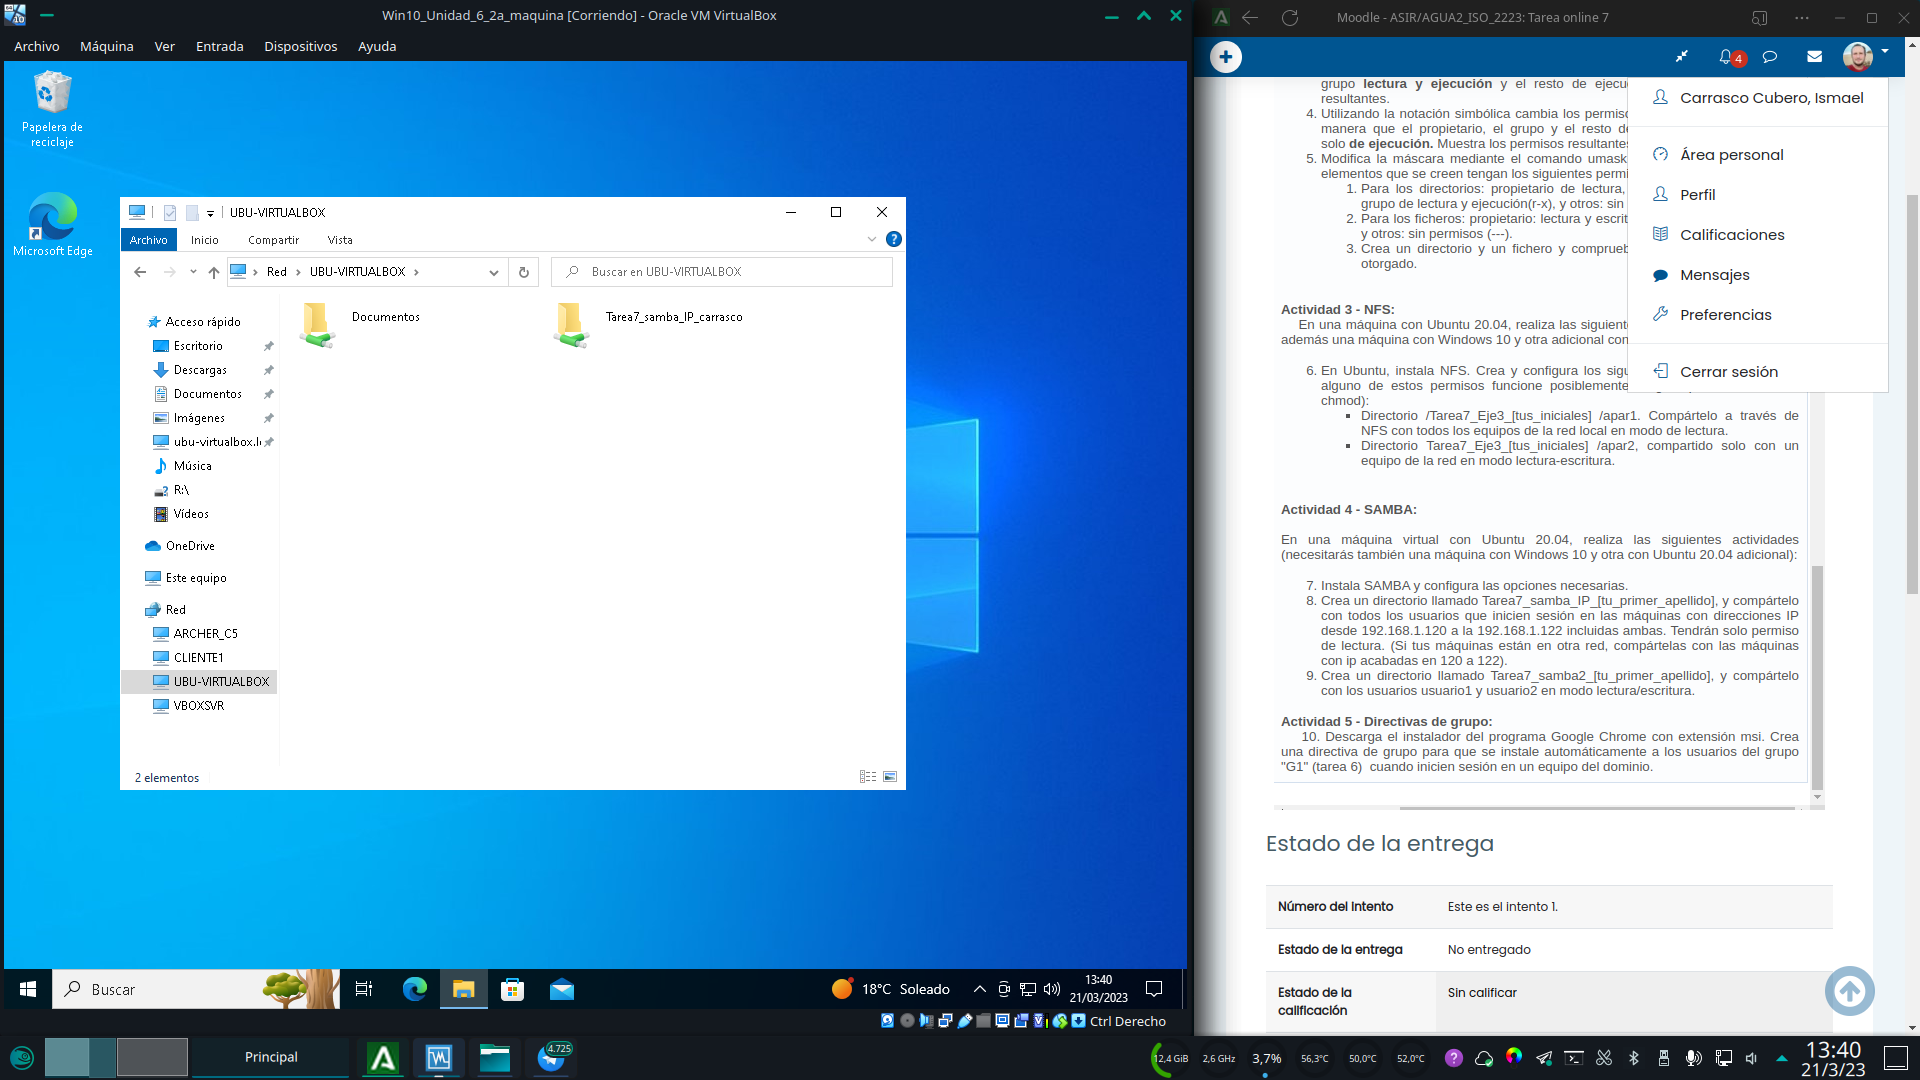 Win10_Unidad_6_2a_maquina [Corriendo] - Oracle VM VirtualBox
Archivo Máquina Ver Entrada Dispositivos Ayuda
Papelera de
reciclaje
Microsoft Edge
UBU-VIRTUALBOX
Archivo Inicio Compartir Vista
Red UBU-VIRTUALBOX
Buscar en UBU-VIRTUALBOX
Acceso rápido
Escritorio
Descargas
Documentos
Imágenes
Música
R:\
Vídeos
OneDrive
Este equipo
Red
ARCHER_C5
CLIENTE1
UBU-VIRTUALBOX
VBOXSVR
Documentos
Tarea7_samba_IP_carrasco
2 elementos
Buscar
18°C Soleado
13:40
21/03/2023
Ctrl Derecho
Moodle - ASIR/AGUA2_ISO_2223: Tarea online 7
4
Carrasco Cubero, Ismael
Área personal
Perfil
Calificaciones
Mensajes
Preferencias
Cerrar sesión
grupo lectura y ejecución y el resto de ejecu
resultantes.
4. Utilizando la notación simbólica cambia los permiso
manera que el propietario, el grupo y el resto de
solo de ejecución. Muestra los permisos resultantes
5. Modifica la máscara mediante el comando umask
elementos que se creen tengan los siguientes permi
1. Para los directorios: propietario de lectura,
grupo de lectura y ejecución(r-x), y otros: sin
2. Para los ficheros: propietario: lectura y escrit
y otros: sin permisos (---).
3. Crea un directorio y un fichero y comprueb
otorgado.
Actividad 3 - NFS:
En una máquina con Ubuntu 20.04, realiza las siguiente
además una máquina con Windows 10 y otra adicional con
6. En Ubuntu, instala NFS. Crea y configura los sigu
alguno de estos permisos funcione posiblemente
chmod):
Directorio /Tarea7_Eje3_[tus_iniciales] /apar1. Compártelo a través de
NFS con todos los equipos de la red local en modo de lectura.
Directorio Tarea7_Eje3_[tus_iniciales] /apar2, compartido solo con un
equipo de la red en modo lectura-escritura.
Actividad 4 - SAMBA:
En una máquina virtual con Ubuntu 20.04, realiza las siguientes actividades
(necesitarás también una máquina con Windows 10 y otra con Ubuntu 20.04 adicional):
7. Instala SAMBA y configura las opciones necesarias.
8. Crea un directorio llamado Tarea7_samba_IP_[tu_primer_apellido], y compártelo
con todos los usuarios que inicien sesión en las máquinas con direcciones IP
desde 192.168.1.120 a la 192.168.1.122 incluidas ambas. Tendrán solo permiso
de lectura. (Si tus máquinas están en otra red, compártelas con las máquinas
con ip acabadas en 120 a 122).
9. Crea un directorio llamado Tarea7_samba2_[tu_primer_apellido], y compártelo
con los usuarios usuario1 y usuario2 en modo lectura/escritura.
Actividad 5 - Directivas de grupo:
10. Descarga el instalador del programa Google Chrome con extensión msi. Crea
una directiva de grupo para que se instale automáticamente a los usuarios del grupo
"G1" (tarea 6) cuando inicien sesión en un equipo del dominio.
Estado de la entrega
Número del intento Este es el intento 1.
Estado de la entrega No entregado
Estado de la
calificación
Sin calificar
Principal
4.725
12,4 GiB 2,6 GHz 3,7% 56,3°C 50,0°C 52,0°C
13:40
21/3/23